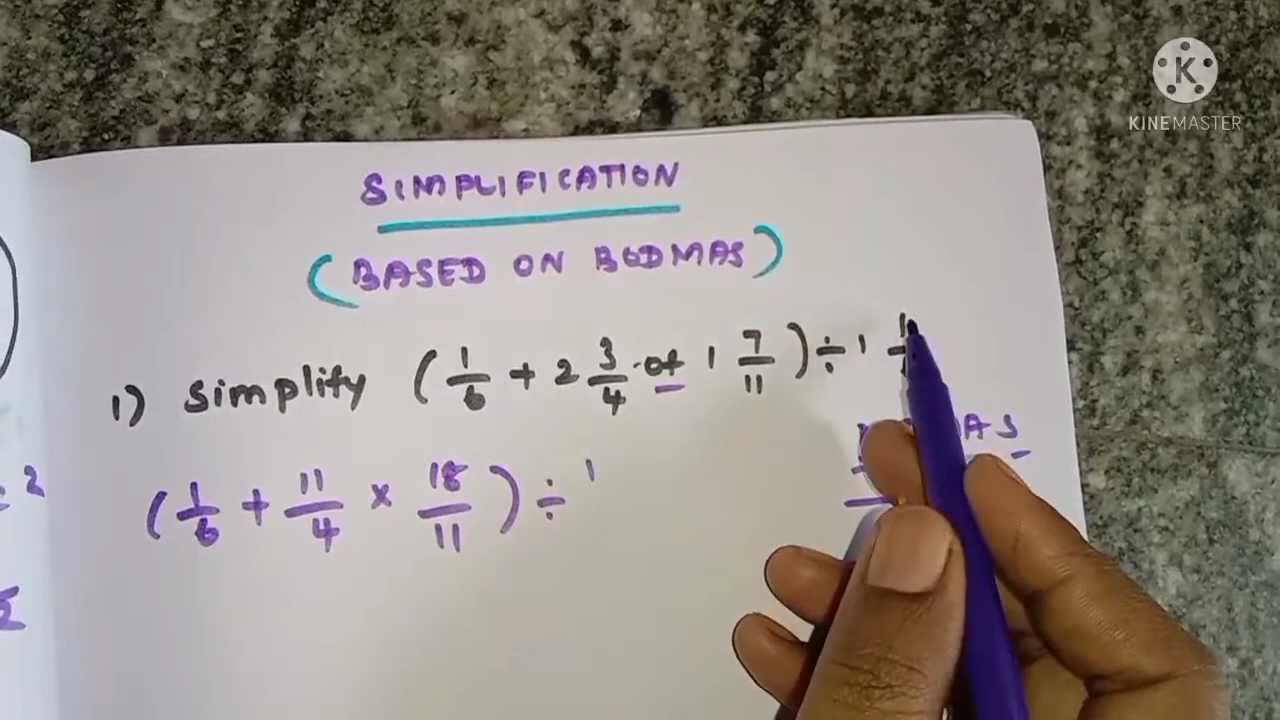 KINEMASTER
SIMPLIFICATION
(BASED ON BODMAS)
1) Simplify (1/6 + 2 3/4 of 1 7/11) ÷ 1
(1/6 + 11/4 × 18/11) ÷ 1